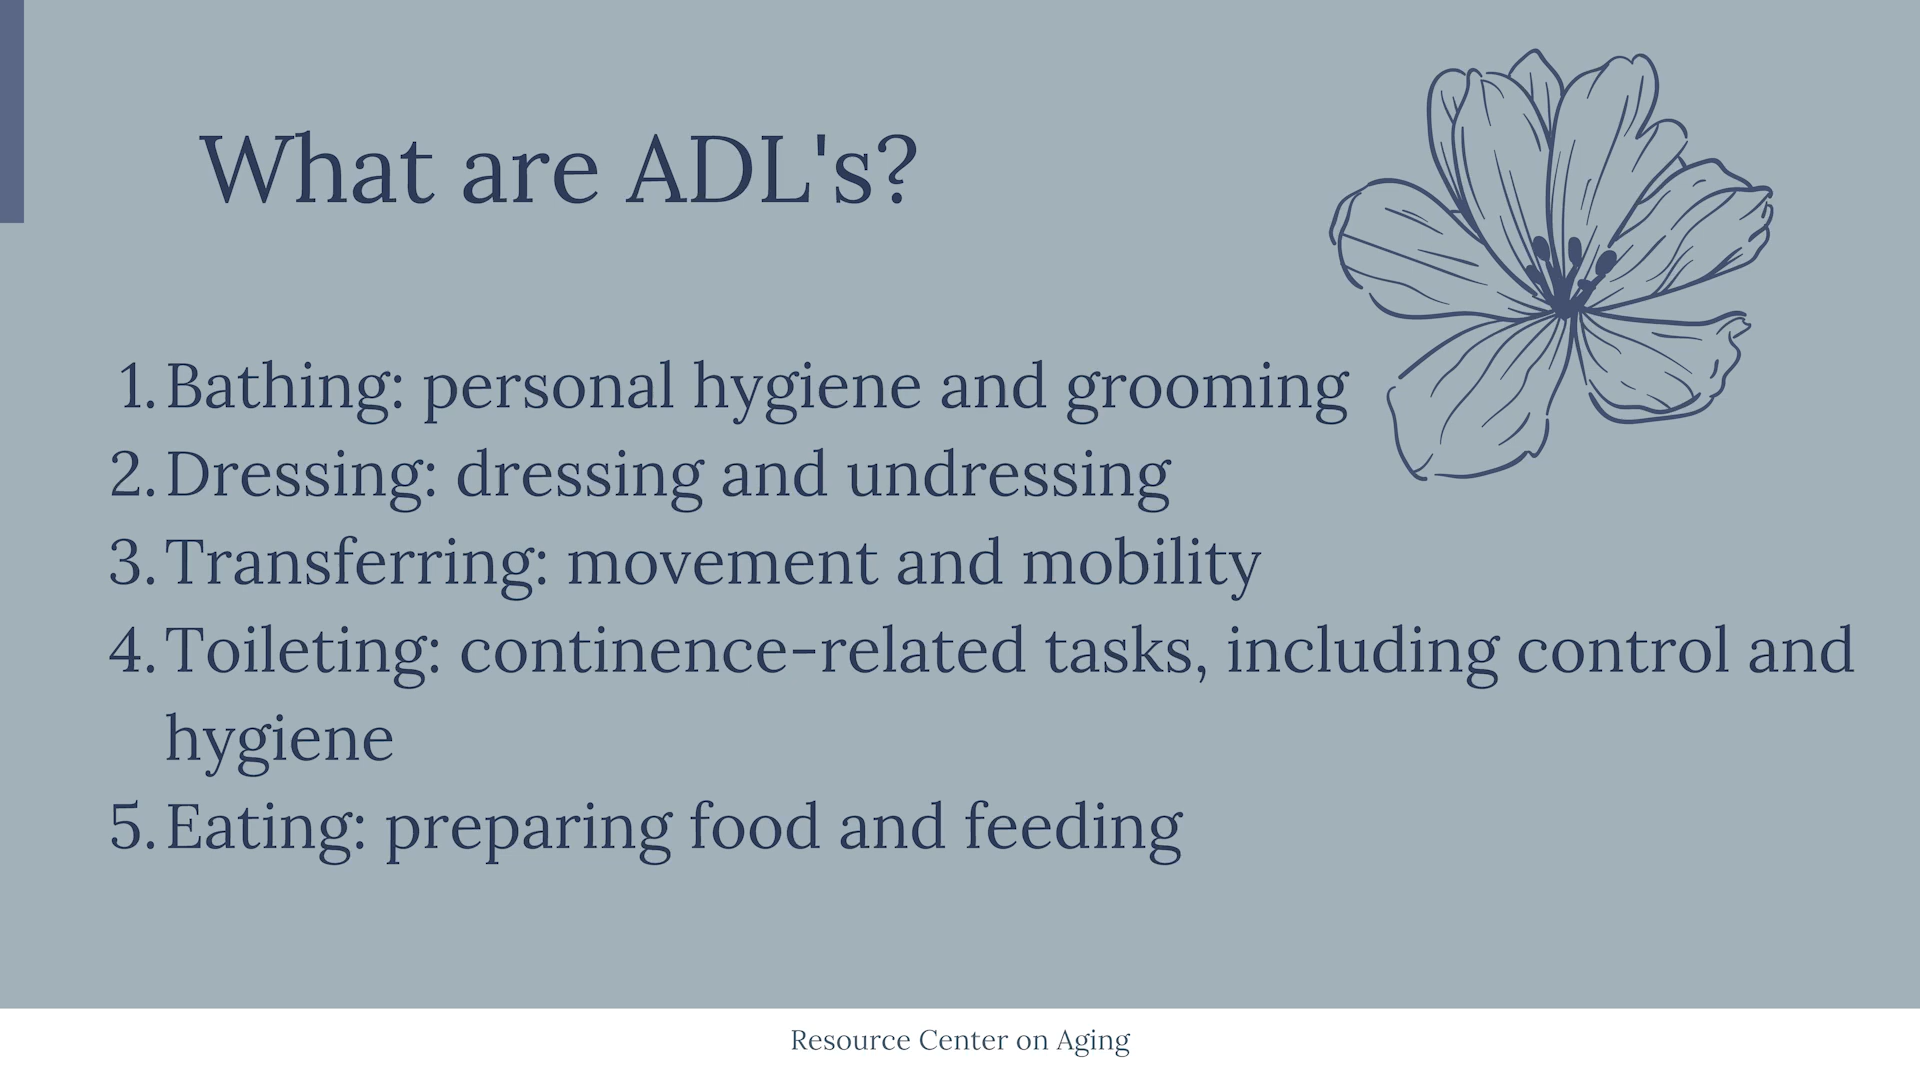 What are ADL's?
1. Bathing: personal hygiene and grooming
2. Dressing: dressing and undressing
3. Transferring: movement and mobility
4. Toileting: continence-related tasks, including control and
hygiene
5. Eating: preparing food and feeding
Resource Center on Aging